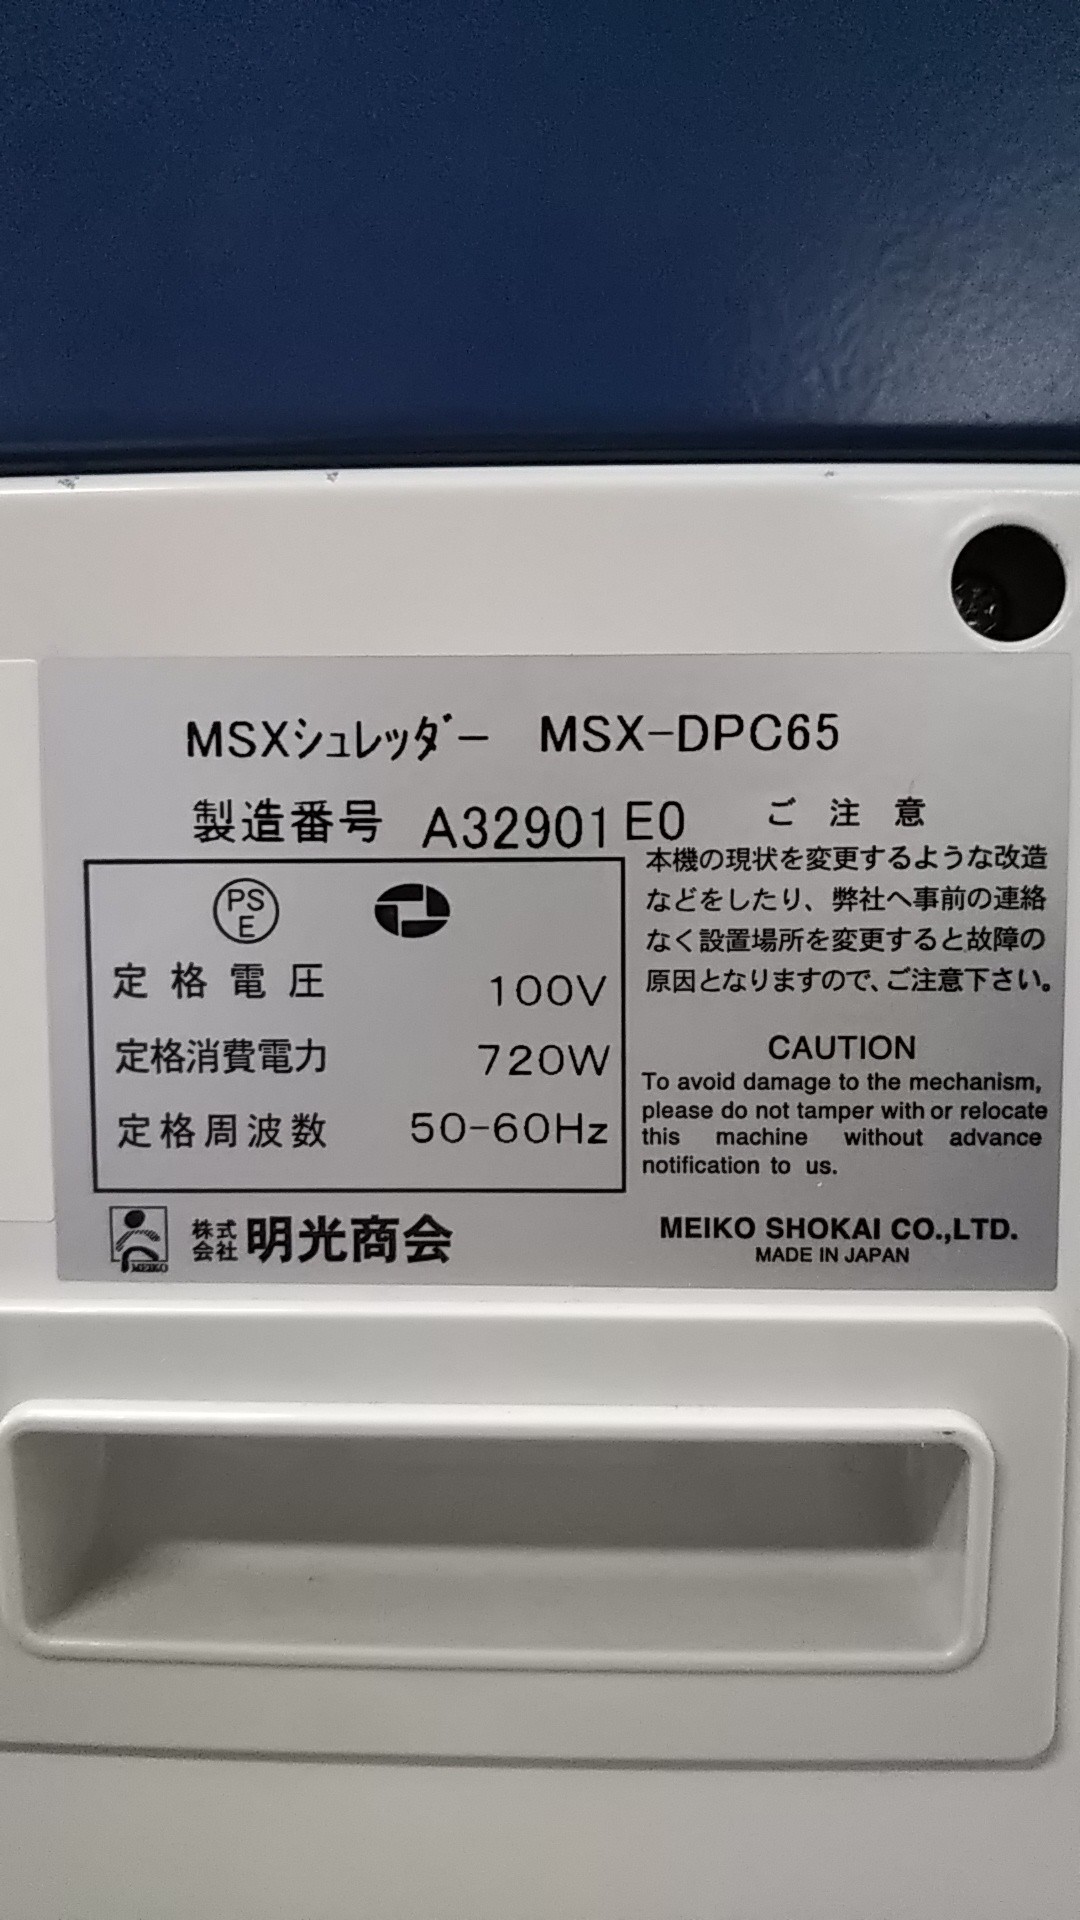 MSXシュレッダー MSX-DPC65
製造番号 A32901E0
PS
E
定格電圧 100V
定格消費電力 720W
定格周波数 50-60Hz
ご注意
本機の現状を変更するような改造
などをしたり、弊社へ事前の連絡
なく設置場所を変更すると故障の
原因となりますので、ご注意下さい。
CAUTION
To avoid damage to the mechanism,
please do not tamper with or relocate
this machine without advance
notification to us.
MEIKO
株式会社 明光商会
MEIKO SHOKAI CO.,LTD.
MADE IN JAPAN